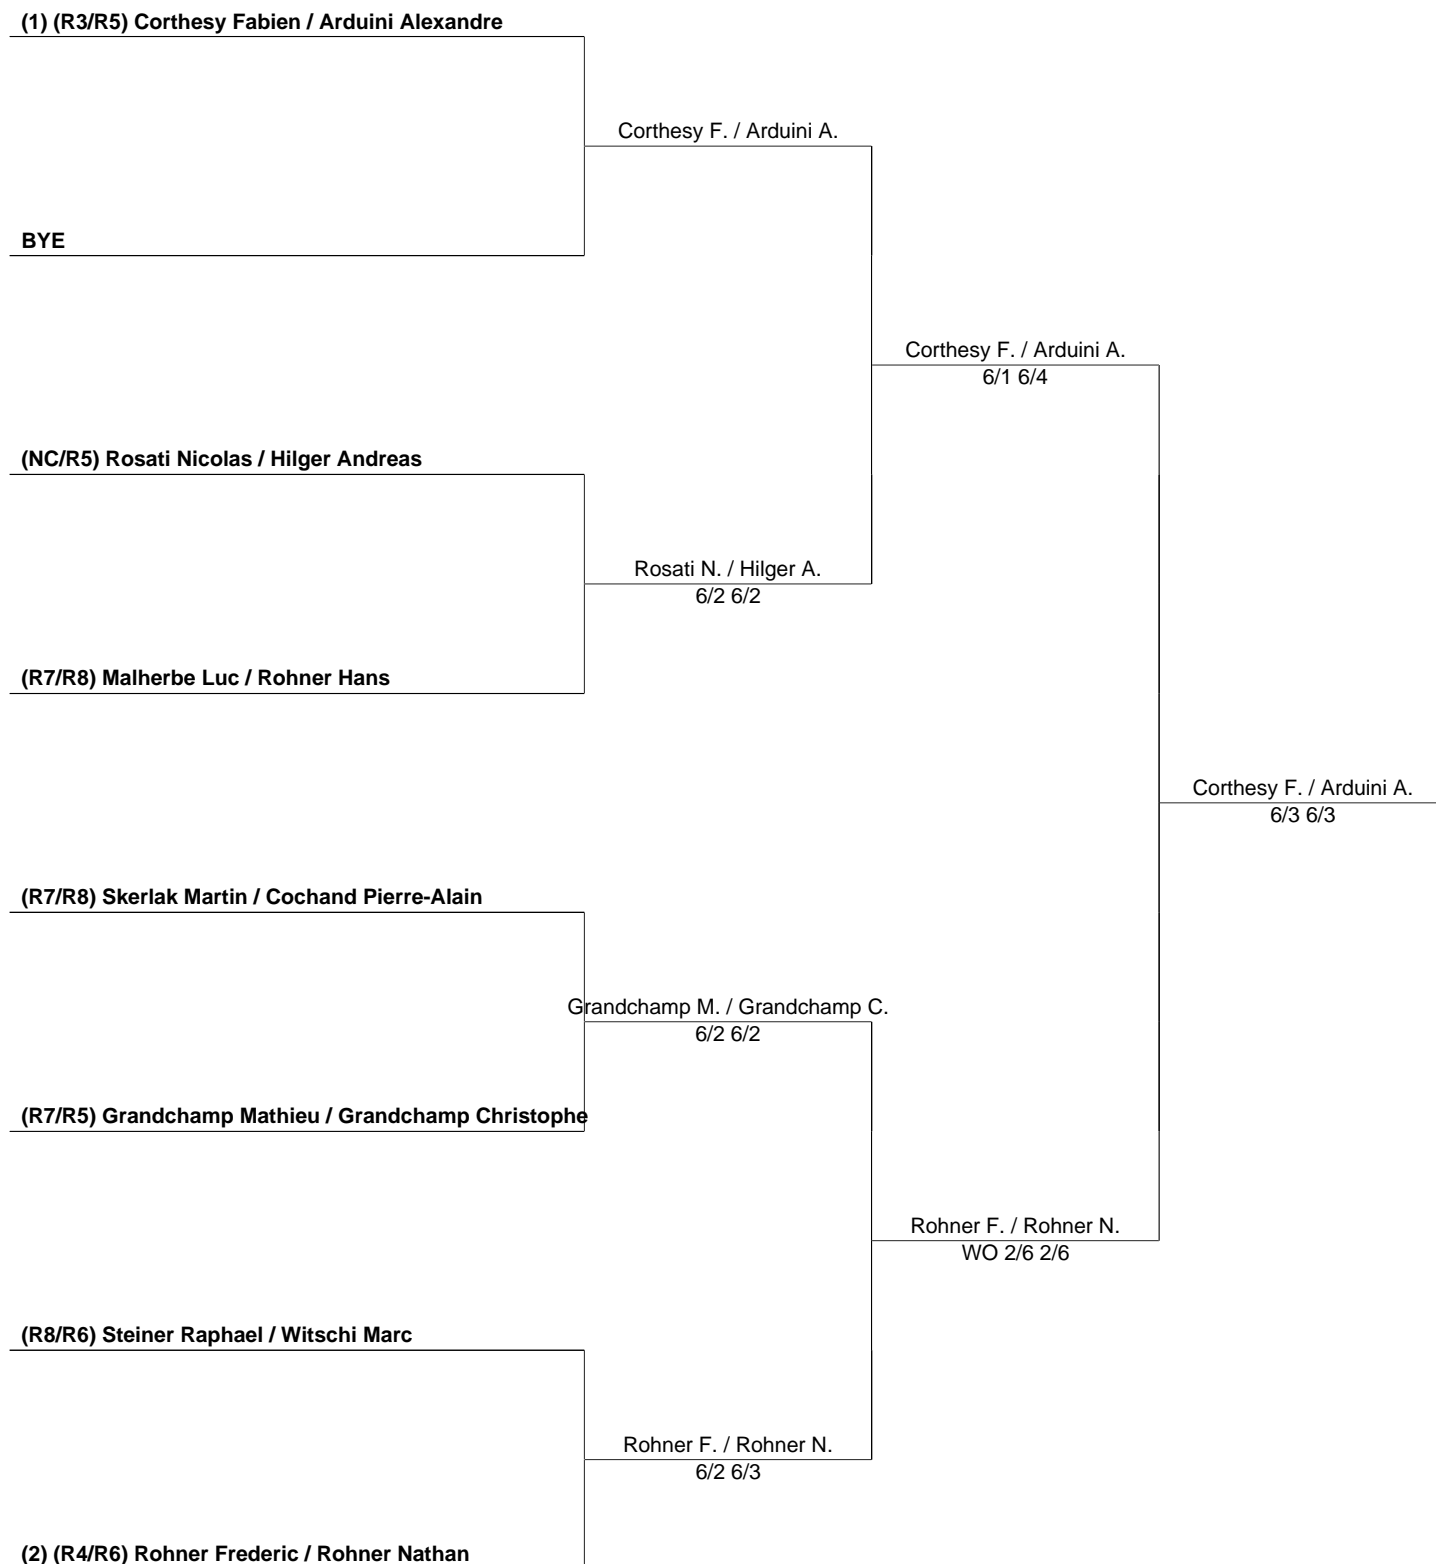 (1) (R3/R5) Corthesy Fabien / Arduini Alexandre
Corthesy F. / Arduini A.
BYE
Corthesy F. / Arduini A.
6/1 6/4
(NC/R5) Rosati Nicolas / Hilger Andreas
Rosati N. / Hilger A.
6/2 6/2
(R7/R8) Malherbe Luc / Rohner Hans
Corthesy F. / Arduini A.
6/3 6/3
(R7/R8) Skerlak Martin / Cochand Pierre-Alain
Grandchamp M. / Grandchamp C.
6/2 6/2
(R7/R5) Grandchamp Mathieu / Grandchamp Christophe
Rohner F. / Rohner N.
WO 2/6 2/6
(R8/R6) Steiner Raphael / Witschi Marc
Rohner F. / Rohner N.
6/2 6/3
(2) (R4/R6) Rohner Frederic / Rohner Nathan